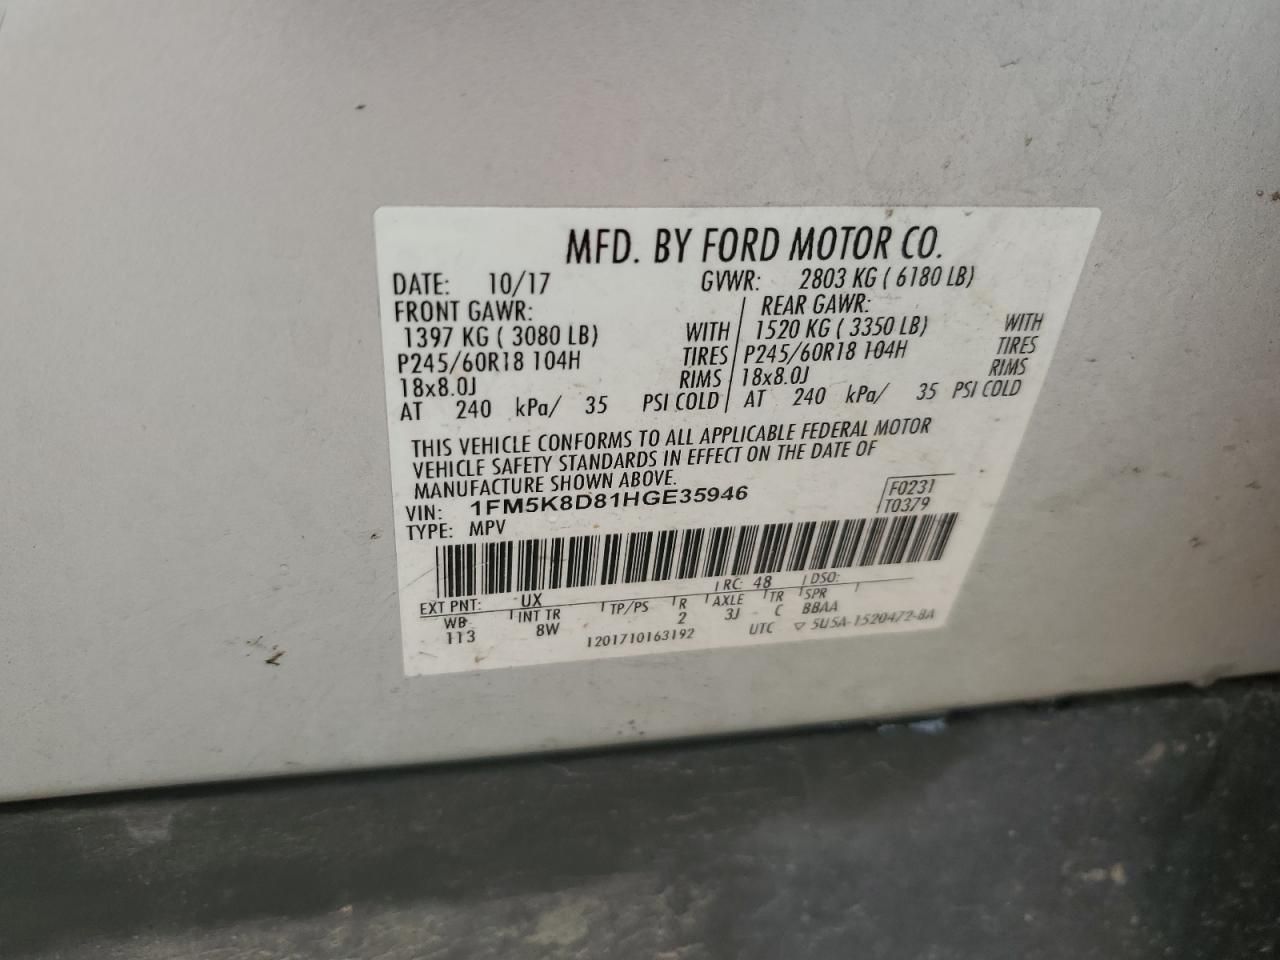 MFD. BY FORD MOTOR CO.
DATE: 10/17 GVWR: 2803 KG ( 6180 LB)
FRONT GAWR: REAR GAWR:
1397 KG ( 3080 LB) WITH 1520 KG ( 3350 LB) WITH
P245/60R18 104H TIRES P245/60R18 104H TIRES
18x8.0J RIMS 18x8.0J RIMS
AT 240 kPa/ 35 PSI COLD AT 240 kPa/ 35 PSI COLD
THIS VEHICLE CONFORMS TO ALL APPLICABLE FEDERAL MOTOR
VEHICLE SAFETY STANDARDS IN EFFECT ON THE DATE OF
MANUFACTURE SHOWN ABOVE.
VIN: 1FM5K8D81HGE35946 F0231
TYPE: MPV T0379
EXT PNT: UX RC: 48 DSO:
WB INT TR TP/PS R AXLE TR SPR
113 8W 2 3J C BBAA
1201710163192 UTC ▽ 5U5A-1520472-BA